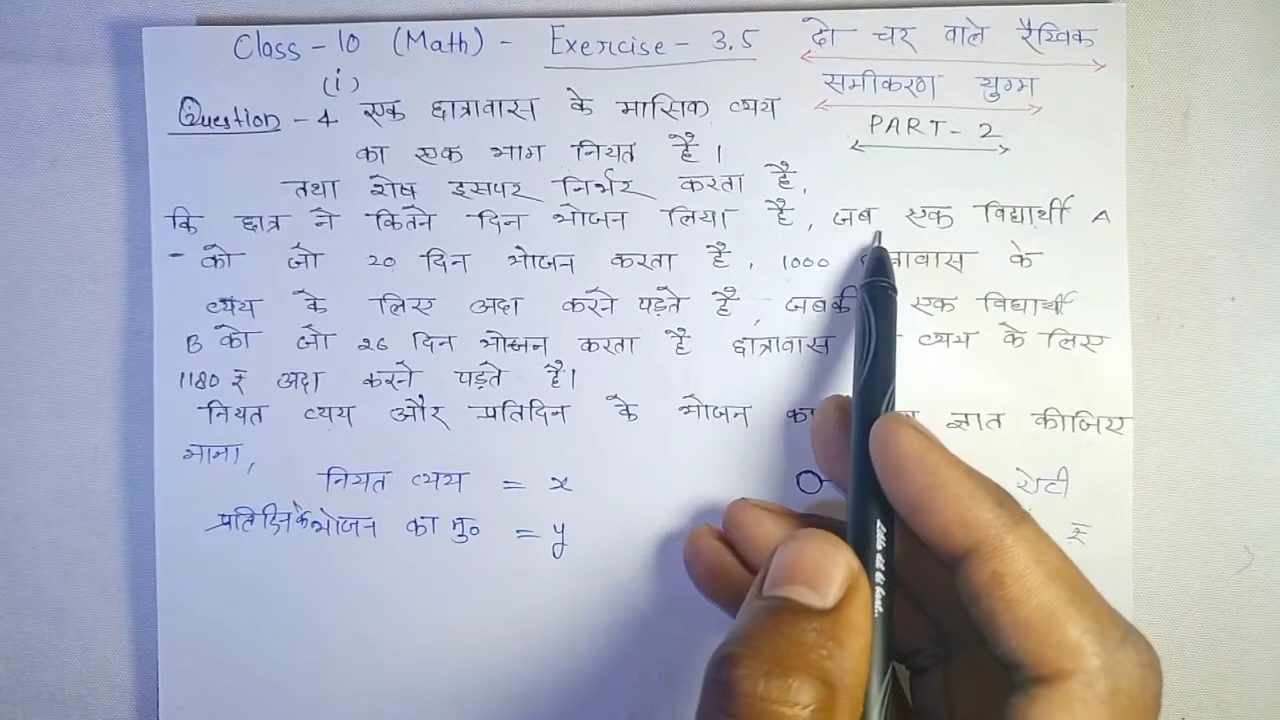 Class - 10 (Math) - Exercise - 3.5 दो चर वाले रैखिक
समीकरण युग्म
PART - 2
(i)
Question - 4 एक छात्रावास के मासिक व्यय
का एक भाग नियत है।
तथा शेष इसपर निर्भर करता है,
कि छात्र ने कितने दिन भोजन लिया है, जब एक विद्यार्थी A
- को जो 20 दिन भोजन करता है, 1000 के
व्यय के लिए अदा करने पड़ते है, जबकी एक विद्यार्थी
B को जो 26 दिन भोजन करता है छात्रावास व्यय के लिए
1180 ₹ अदा करने पड़ते है।
नियत व्यय और प्रतिदिन के भोजन ज्ञात कीजिए
माना,
नियत व्यय = x
प्रतिदिन के भोजन का मु० = y
रोटी
₹